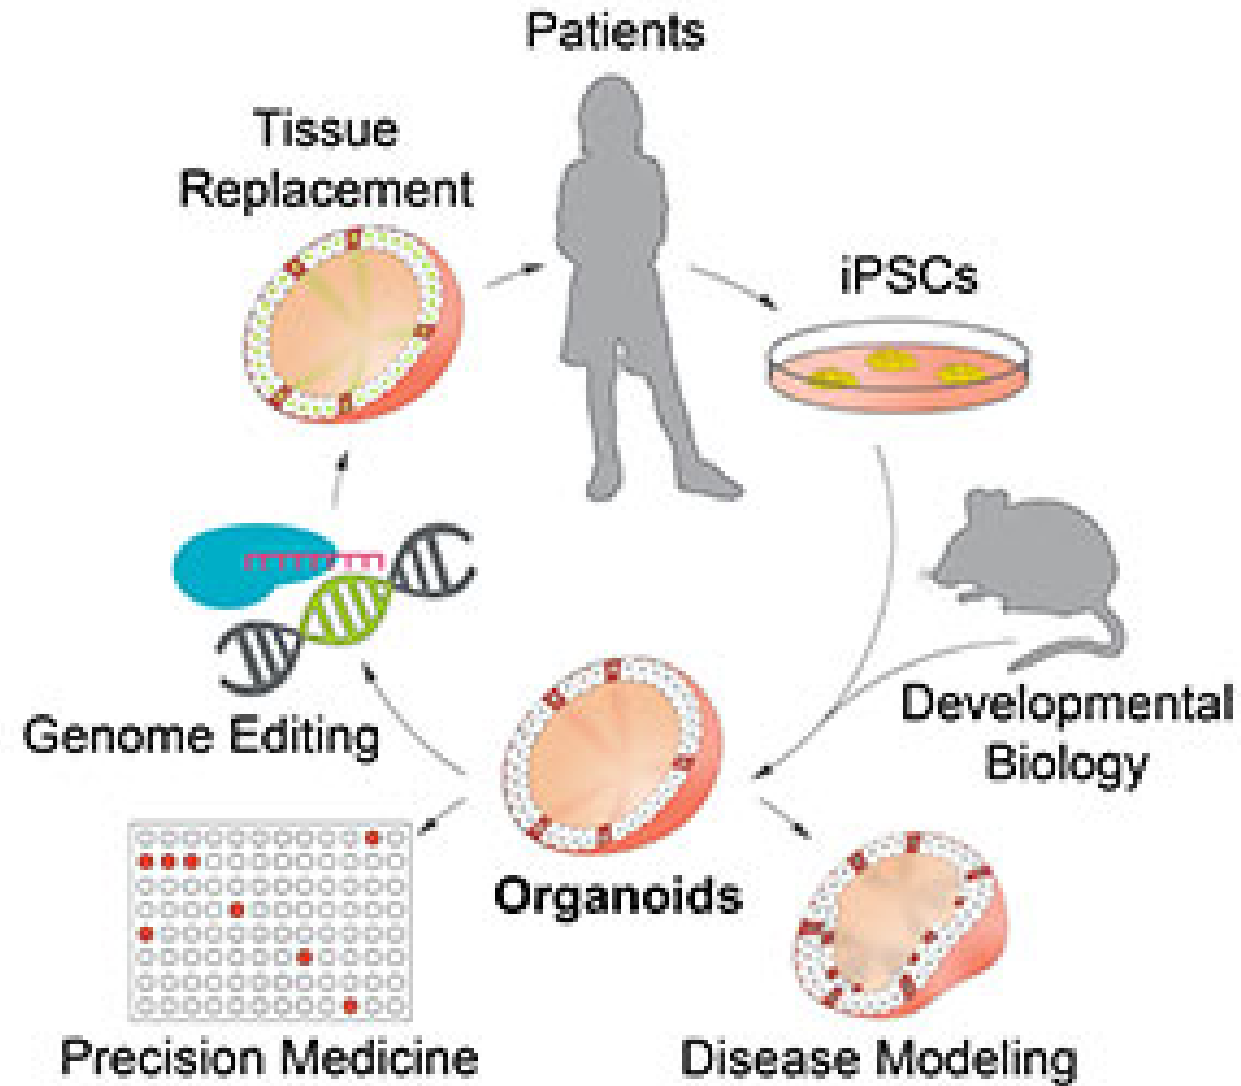 Patients
Tissue
Replacement
iPSCs
Developmental
Biology
Genome Editing
Organoids
Precision Medicine
Disease Modeling